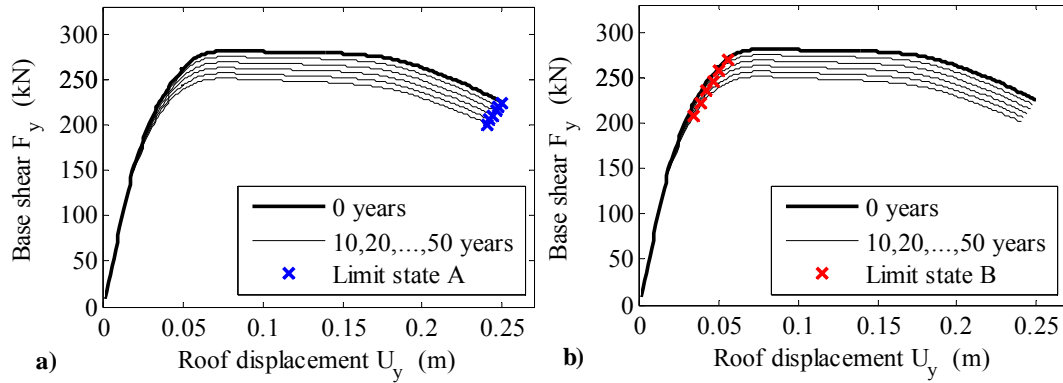 300
250
200
150
100
50
0
Base shear F_y (kN)
0 years
10,20,...,50 years
Limit state A
0 0.05 0.1 0.15 0.2 0.25
Roof displacement U_y (m)
a)
300
250
200
150
100
50
0
Base shear F_y (kN)
0 years
10,20,...,50 years
Limit state B
0 0.05 0.1 0.15 0.2 0.25
Roof displacement U_y (m)
b)